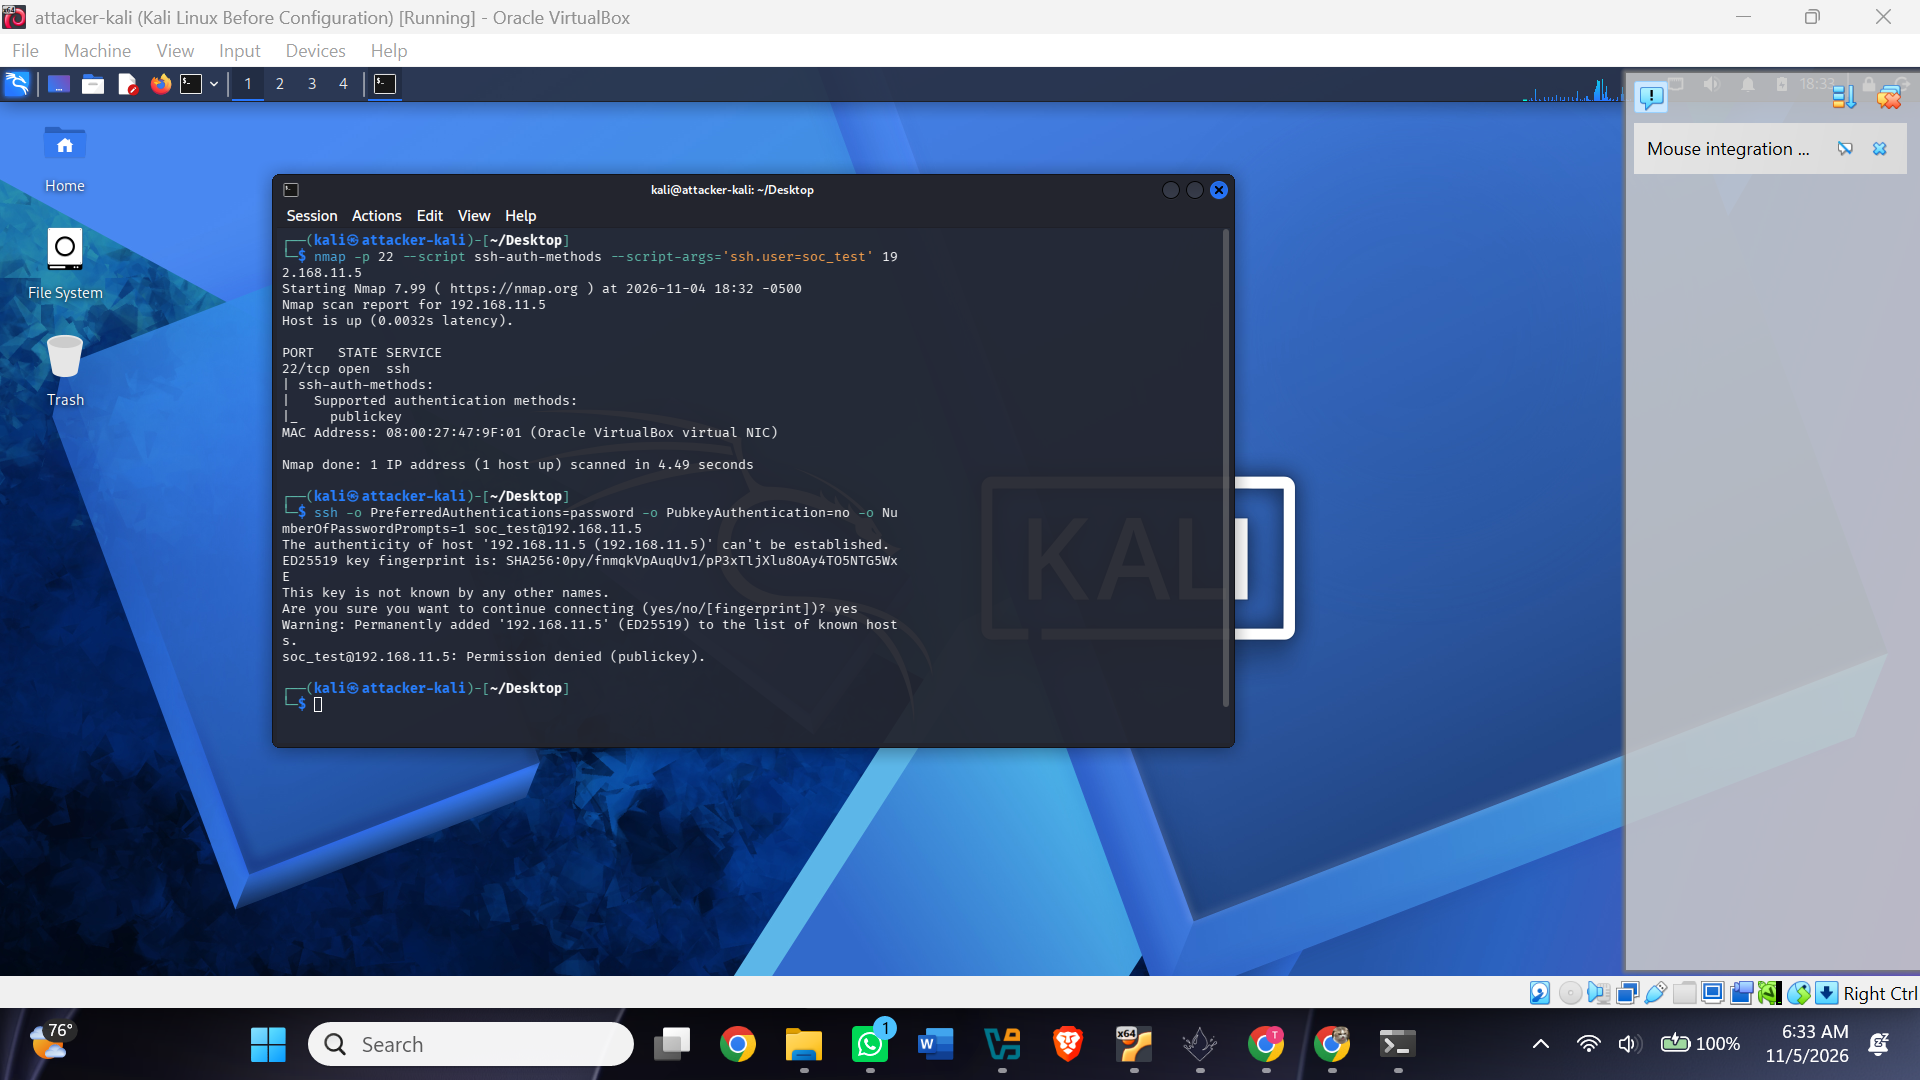 attacker-kali (Kali Linux Before Configuration) [Running] - Oracle VirtualBox
File Machine View Input Devices Help
1 2 3 4
18:33
Mouse integration ...
Home
File System
Trash
kali@attacker-kali: ~/Desktop
Session Actions Edit View Help
┌──(kali㉿attacker-kali)-[~/Desktop]
└─$ nmap -p 22 --script ssh-auth-methods --script-args='ssh.user=soc_test' 19
2.168.11.5
Starting Nmap 7.99 ( https://nmap.org ) at 2026-11-04 18:32 -0500
Nmap scan report for 192.168.11.5
Host is up (0.0032s latency).
PORT   STATE SERVICE
22/tcp open  ssh
| ssh-auth-methods:
|   Supported authentication methods:
|_    publickey
MAC Address: 08:00:27:47:9F:01 (Oracle VirtualBox virtual NIC)
Nmap done: 1 IP address (1 host up) scanned in 4.49 seconds
┌──(kali㉿attacker-kali)-[~/Desktop]
└─$ ssh -o PreferredAuthentications=password -o PubkeyAuthentication=no -o Nu
mberOfPasswordPrompts=1 soc_test@192.168.11.5
The authenticity of host '192.168.11.5 (192.168.11.5)' can't be established.
ED25519 key fingerprint is: SHA256:0py/fnmqkVpAuqUv1/pP3xTljXlu8OAy4TO5NTG5Wx
E
This key is not known by any other names.
Are you sure you want to continue connecting (yes/no/[fingerprint])? yes
Warning: Permanently added '192.168.11.5' (ED25519) to the list of known host
s.
soc_test@192.168.11.5: Permission denied (publickey).
┌──(kali㉿attacker-kali)-[~/Desktop]
└─$
KALI
Right Ctrl
76°
Search
x64
1
T
100%
6:33 AM
11/5/2026